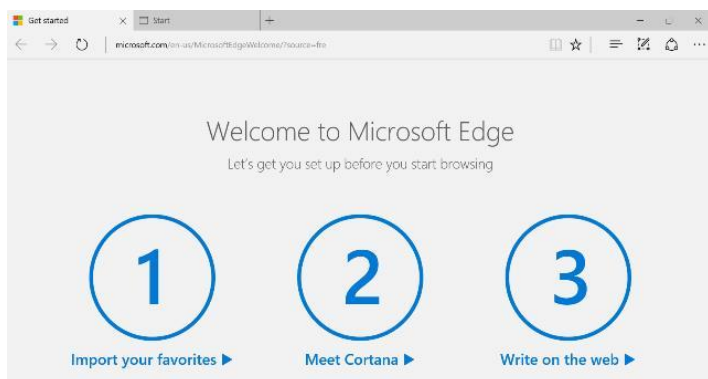 Get started
Start
microsoft.com/en-us/MicrosoftEdgeWelcome/?source=fre
Welcome to Microsoft Edge
Let's get you set up before you start browsing
1
2
3
Import your favorites
Meet Cortana
Write on the web